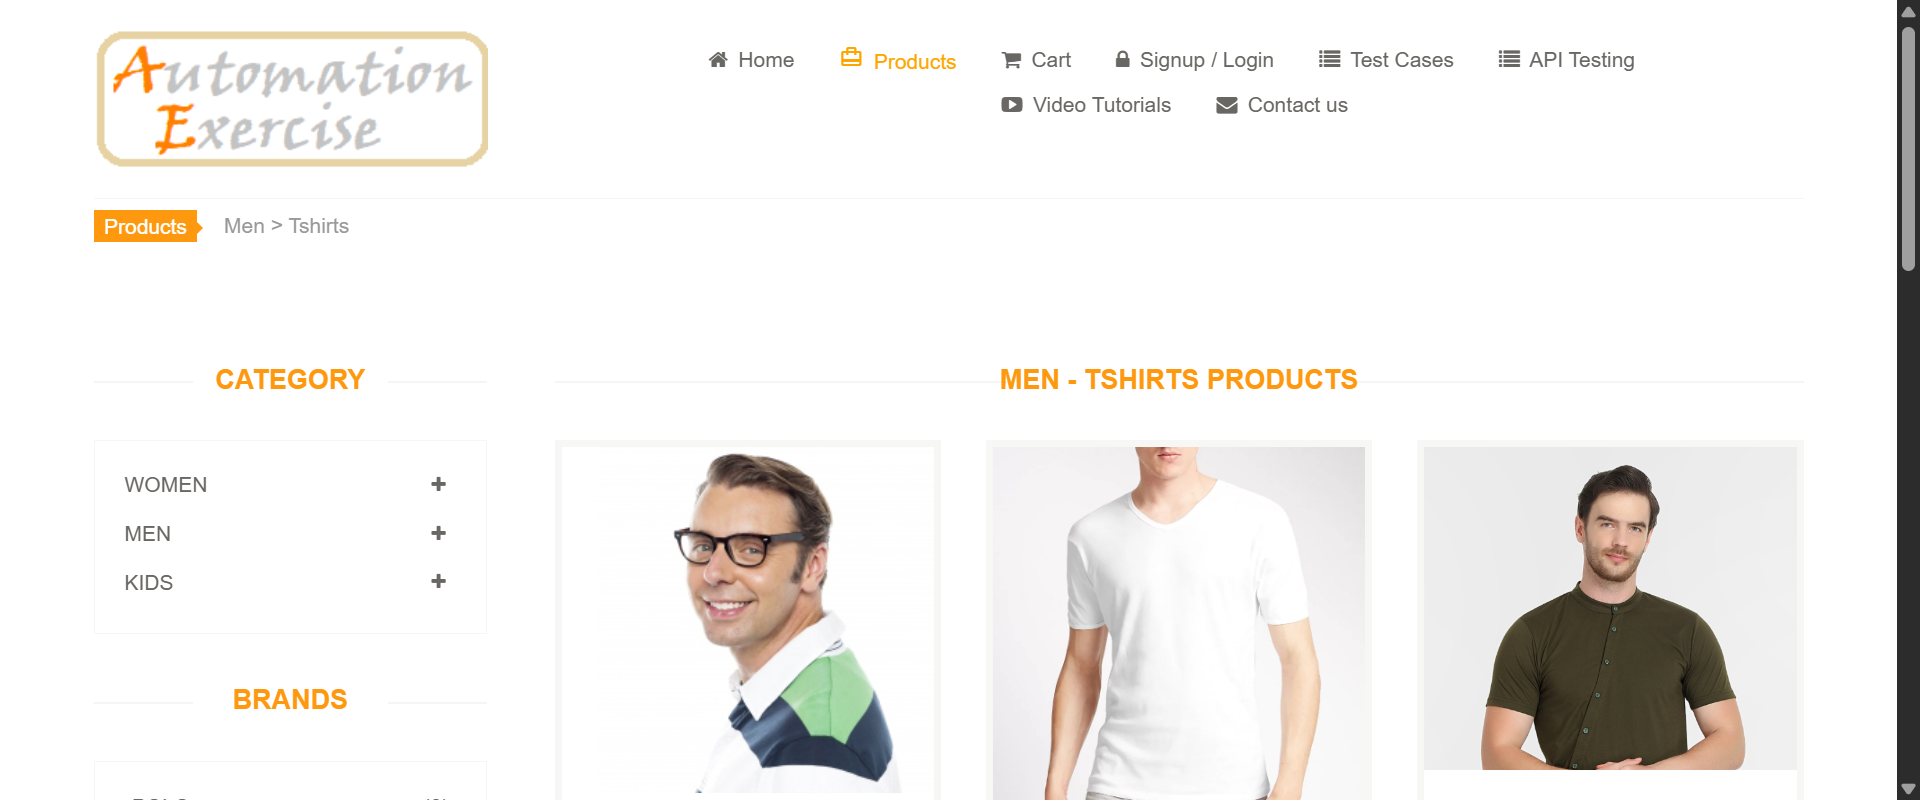 Automation
Exercise
Home
Products
Cart
Signup / Login
Test Cases
API Testing
Video Tutorials
Contact us
Products
Men > Tshirts
CATEGORY
MEN - TSHIRTS PRODUCTS
WOMEN
MEN
KIDS
BRANDS